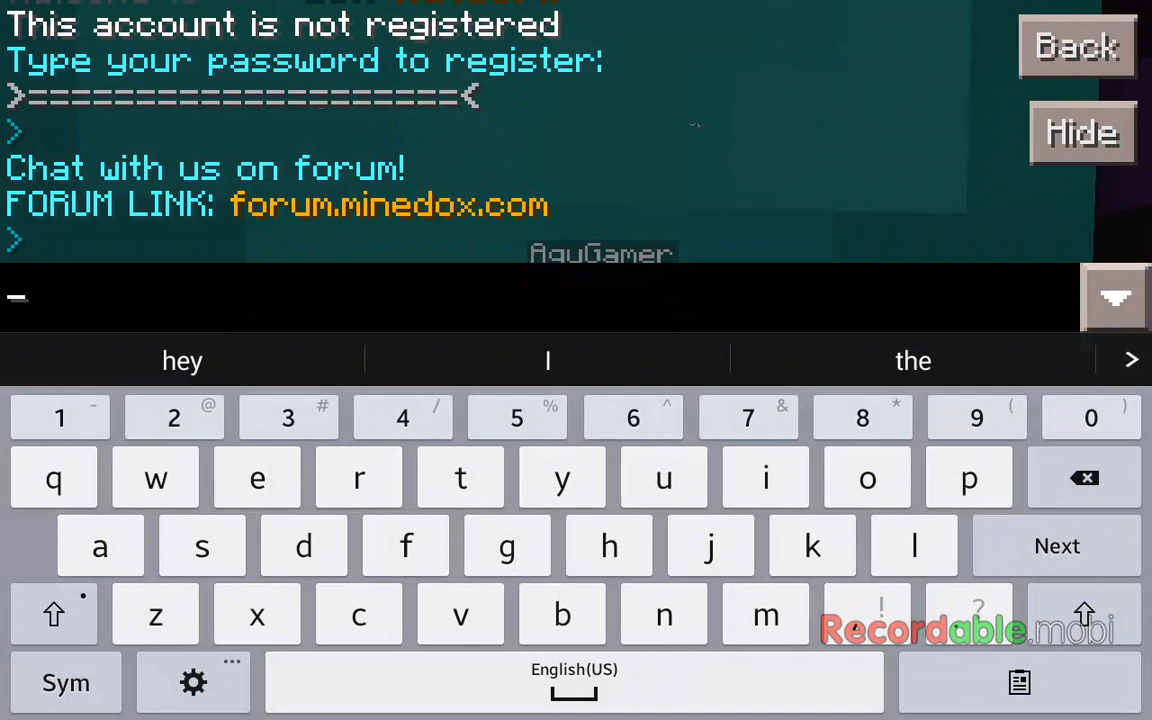 This account is not registered
Type your password to register:
>====================<
>
Chat with us on forum!
FORUM LINK: forum.minedox.com
>
Back
Hide
AquGamer
hey I the >
1 - 2 @ 3 # 4 / 5 % 6 ^ 7 & 8 * 9 ( 0 )
q w e r t y u i o p
a s d f g h j k l Next
z x c v b n m , ! . ?
Recordable.mobi
Sym English(US)